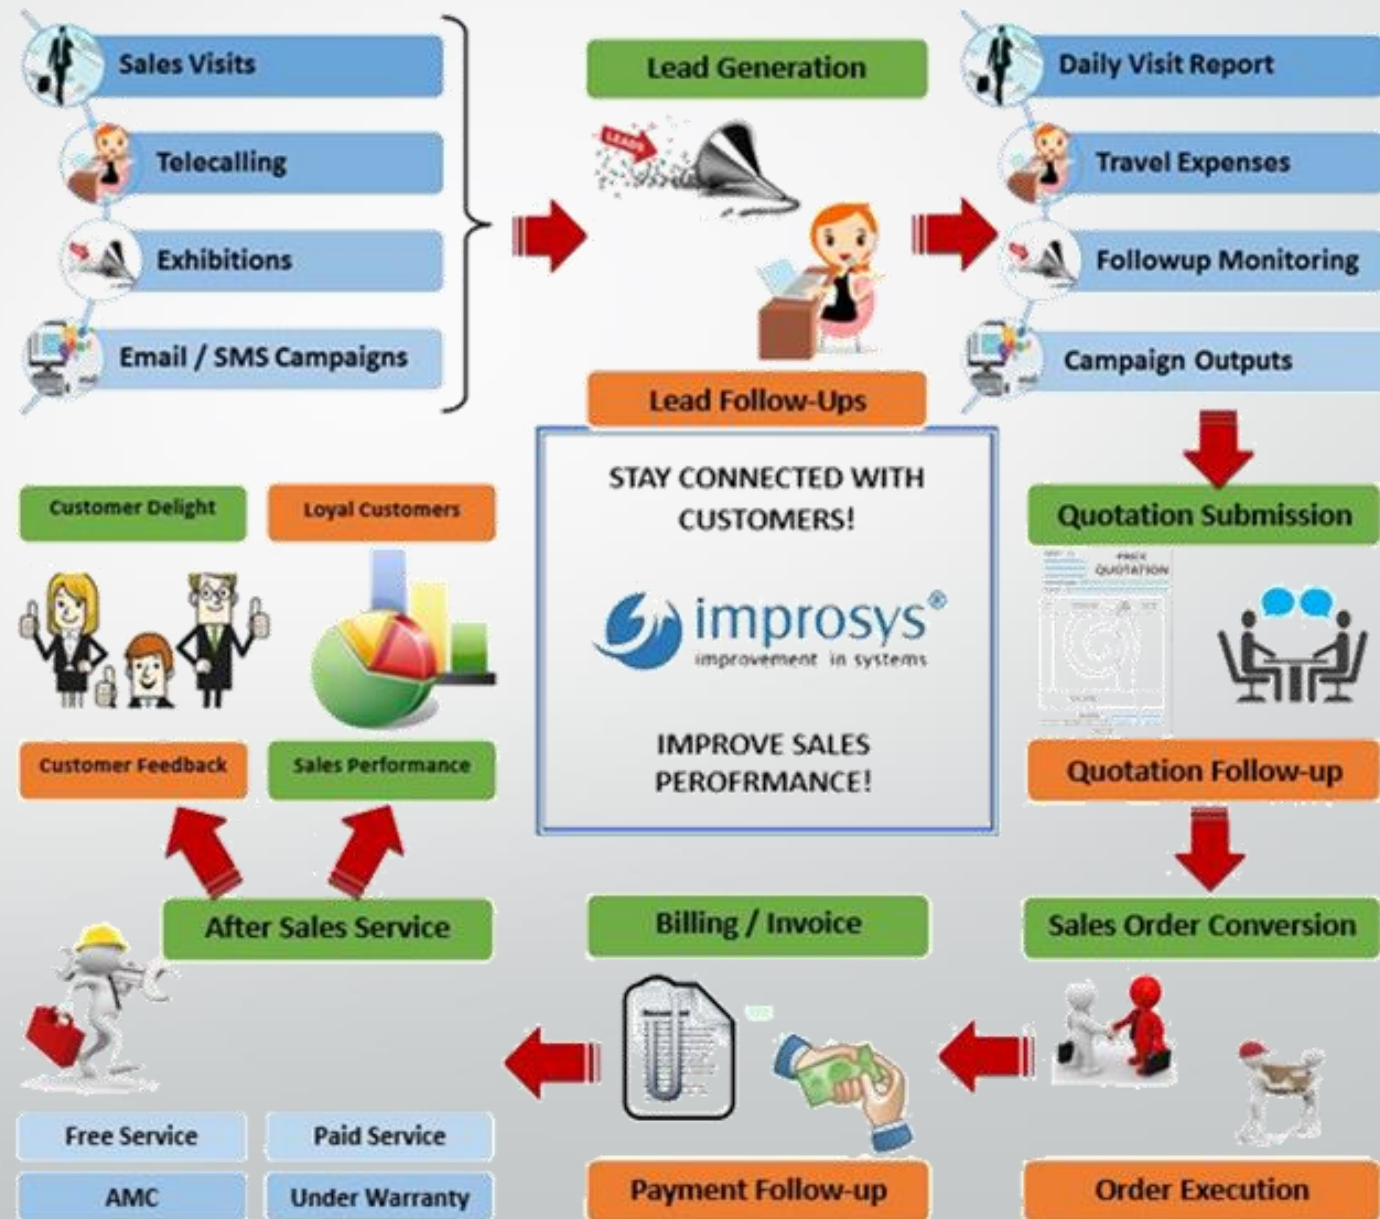 Sales Visits
Telecalling
Exhibitions
Email / SMS Campaigns
Lead Generation
LEADS
Lead Follow-Ups
Daily Visit Report
Travel Expenses
Followup Monitoring
Campaign Outputs
STAY CONNECTED WITH
CUSTOMERS!
improsys®
improvement in systems
IMPROVE SALES
PEROFRMANCE!
Quotation Submission
PRICE
QUOTATION
Quotation Follow-up
Customer Delight
Loyal Customers
Customer Feedback
Sales Performance
After Sales Service
Billing / Invoice
Sales Order Conversion
Free Service
Paid Service
AMC
Under Warranty
Payment Follow-up
Order Execution